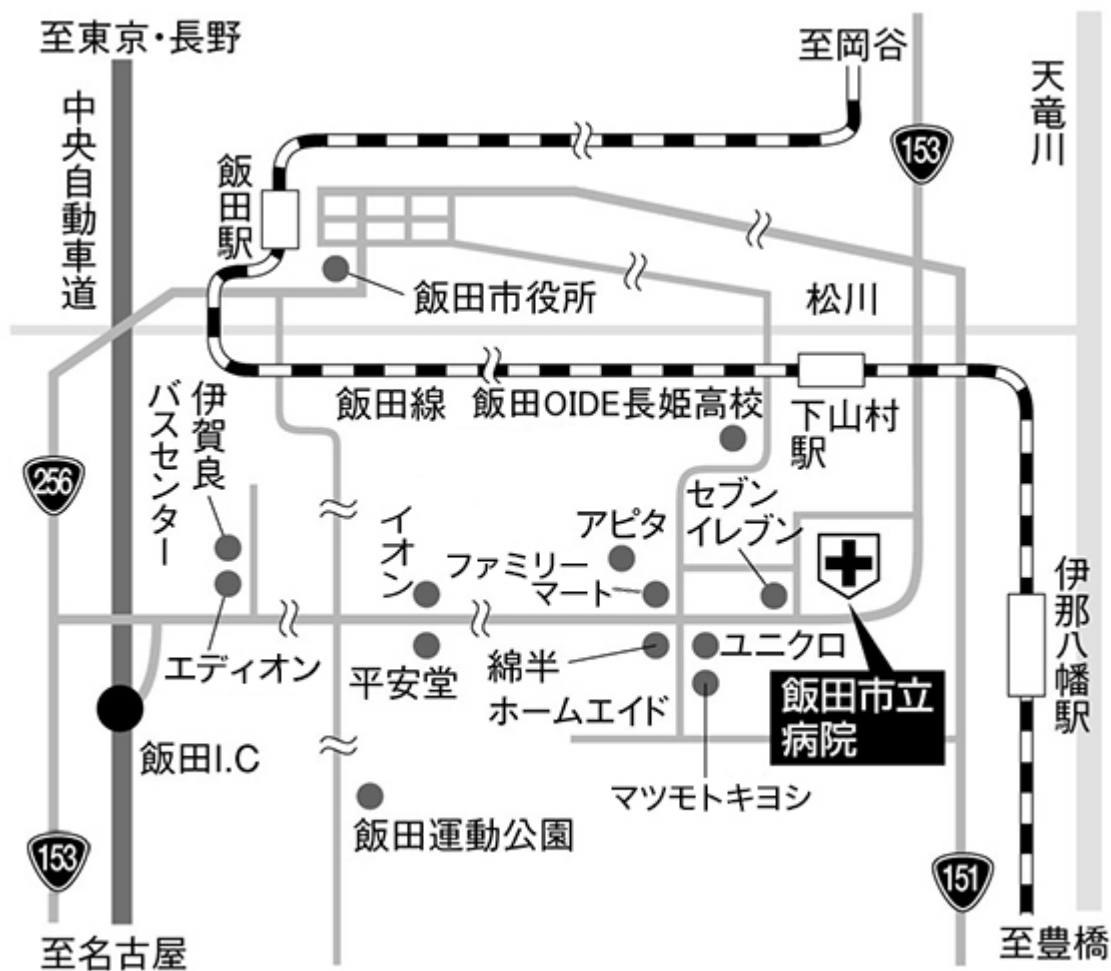 至東京・長野
至岡谷
天竜川
中央自動車道
153
飯田駅
飯田市役所
松川
飯田線
飯田OIDE長姫高校
下山村
駅
伊賀良
バスセンター
256
セブン
イレブン
アピタ
イオン
ファミリー
マート
伊那八幡駅
エディオン
平安堂
綿半
ホームエイド
ユニクロ
飯田市立
病院
飯田I.C
マツモトキヨシ
飯田運動公園
153
151
至名古屋
至豊橋